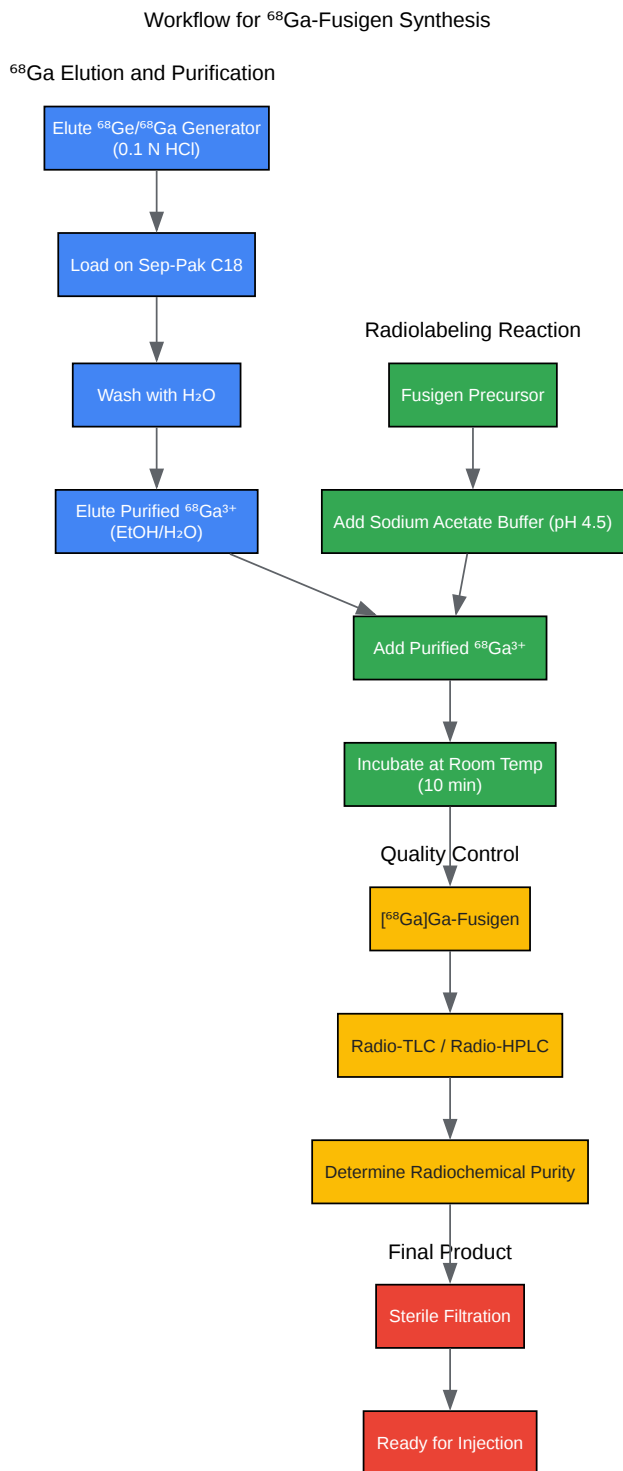 Workflow for ⁶⁸Ga-Fusigen Synthesis
⁶⁸Ga Elution and Purification
Elute ⁶⁸Ge/⁶⁸Ga Generator
(0.1 N HCl)
Load on Sep-Pak C18
Wash with H₂O
Elute Purified ⁶⁸Ga³⁺
(EtOH/H₂O)
Radiolabeling Reaction
Fusigen Precursor
Add Sodium Acetate Buffer (pH 4.5)
Add Purified ⁶⁸Ga³⁺
Incubate at Room Temp
(10 min)
Quality Control
[⁶⁸Ga]Ga-Fusigen
Radio-TLC / Radio-HPLC
Determine Radiochemical Purity
Final Product
Sterile Filtration
Ready for Injection